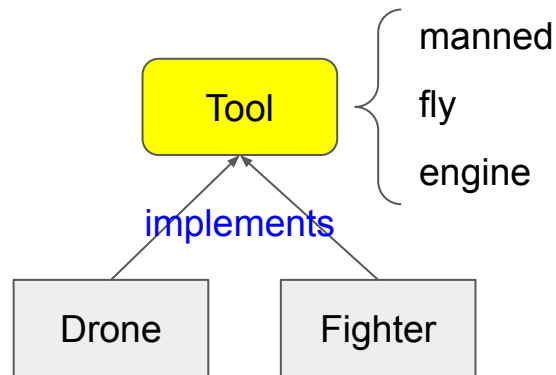 manned
Tool
fly
engine
implements
Drone
Fighter